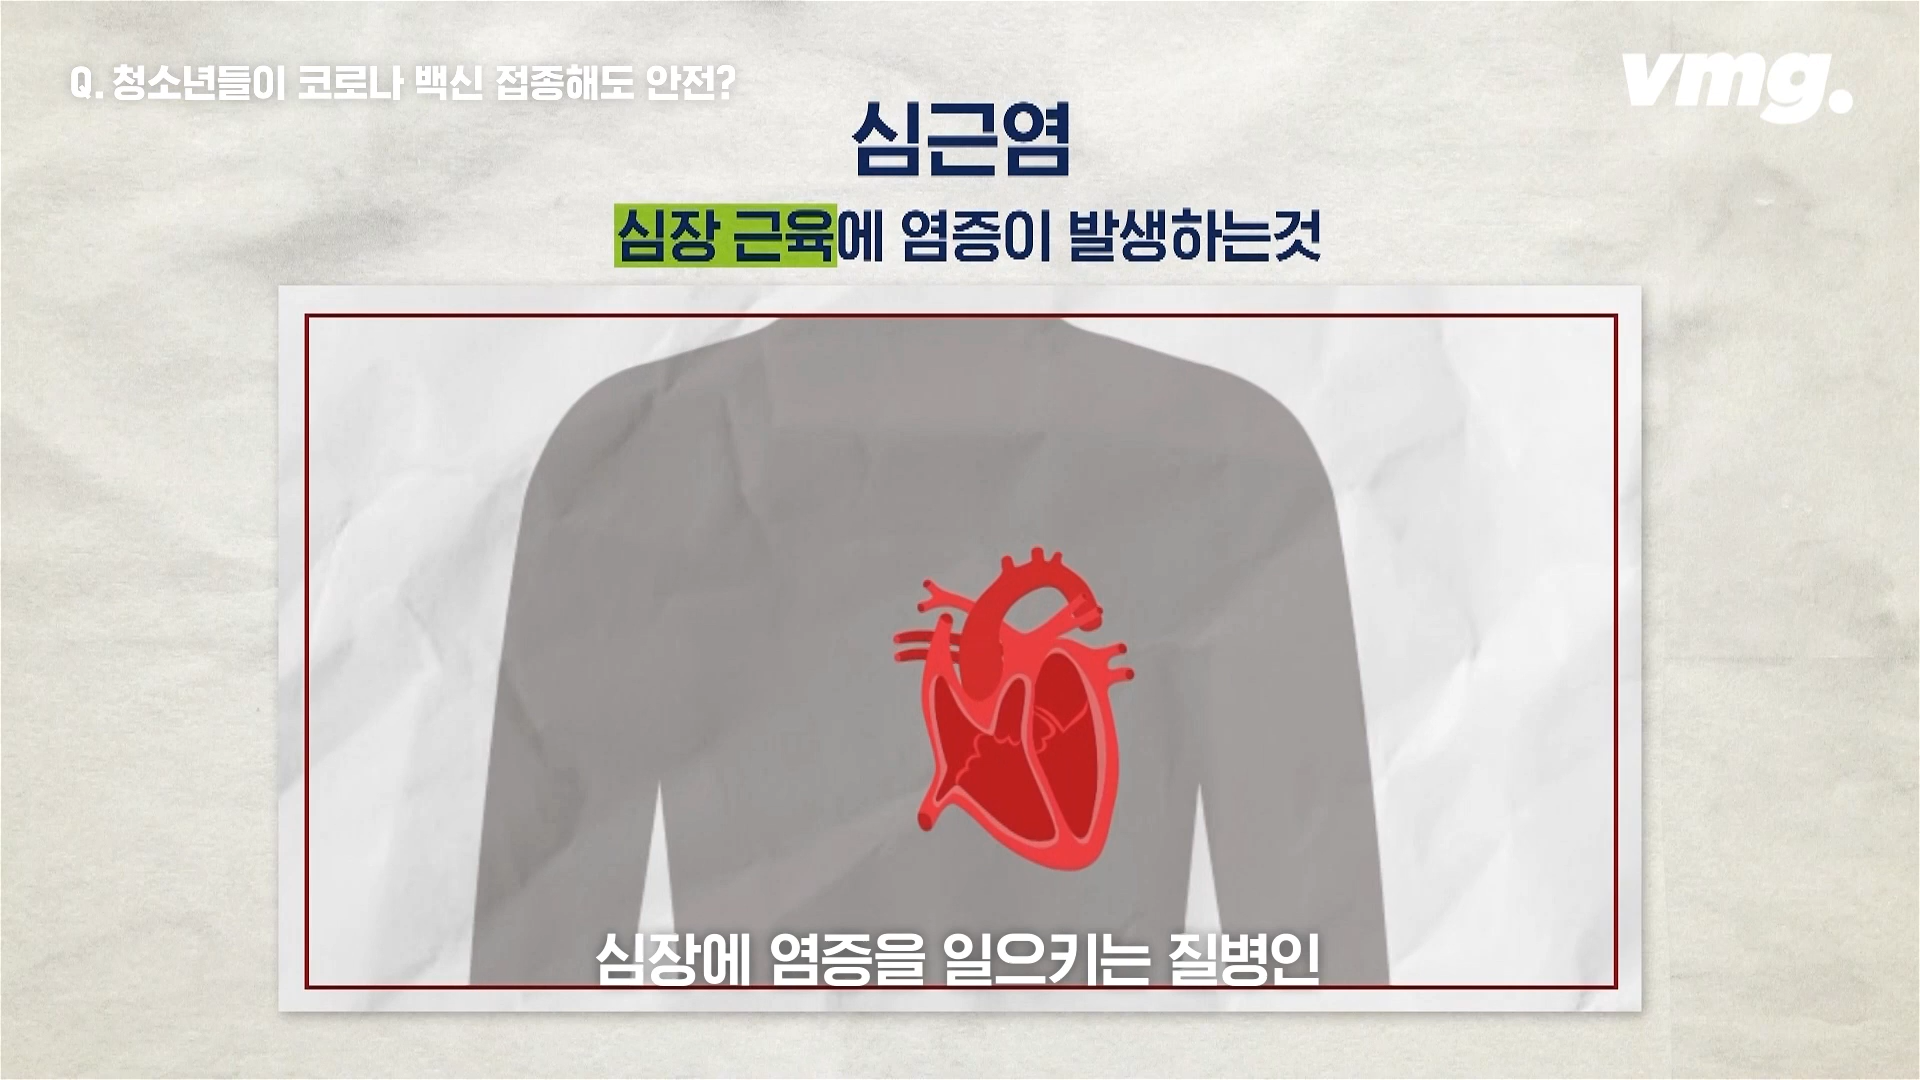 Q. 청소년들이 코로나 백신 접종해도 안전?
vmg.
심근염
심장 근육에 염증이 발생하는것
심장에 염증을 일으키는 질병인